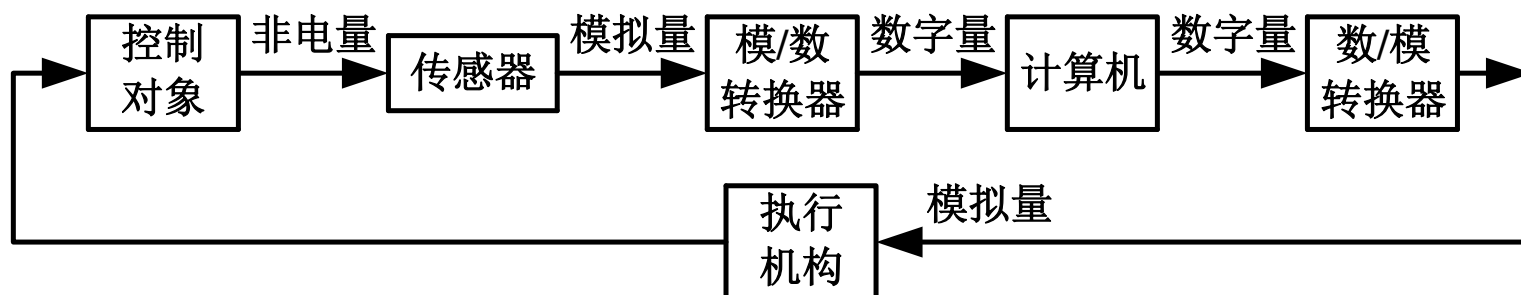 控制
对象
非电量
传感器
模拟量
模/数
转换器
数字量
计算机
数字量
数/模
转换器
执行
机构
模拟量